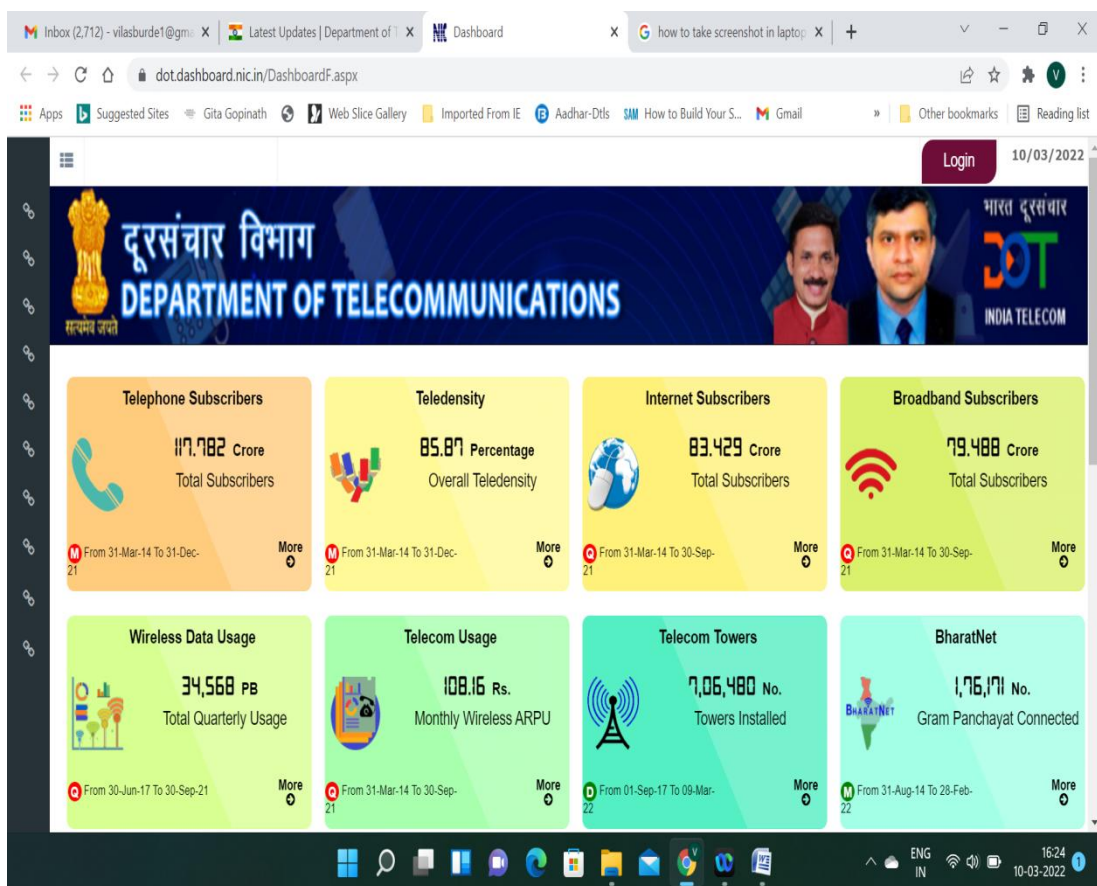 Inbox (2,712) - vilasburde1@gma
Latest Updates | Department of T
Dashboard
how to take screenshot in laptop
dot.dashboard.nic.in/DashboardF.aspx
V
Apps
Suggested Sites
Gita Gopinath
Web Slice Gallery
Imported From IE
Aadhar-Dtls
SAM How to Build Your S...
Gmail
»
Other bookmarks
Reading list
Login
10/03/2022
सत्यमेव जयते
दूरसंचार विभाग
DEPARTMENT OF TELECOMMUNICATIONS
भारत दूरसंचार
DOT
INDIA TELECOM
Telephone Subscribers
117.782 Crore
Total Subscribers
M From 31-Mar-14 To 31-Dec-
21
More
Teledensity
85.87 Percentage
Overall Teledensity
M From 31-Mar-14 To 31-Dec-
21
More
Internet Subscribers
83.429 Crore
Total Subscribers
Q From 31-Mar-14 To 30-Sep-
21
More
Broadband Subscribers
79.488 Crore
Total Subscribers
Q From 31-Mar-14 To 30-Sep-
21
More
Wireless Data Usage
34,568 PB
Total Quarterly Usage
Q From 30-Jun-17 To 30-Sep-21
More
Telecom Usage
108.16 Rs.
Monthly Wireless ARPU
Q From 31-Mar-14 To 30-Sep-
21
More
Telecom Towers
7,06,480 No.
Towers Installed
D From 01-Sep-17 To 09-Mar-
22
More
BharatNet
BHARATNET
1,76,171 No.
Gram Panchayat Connected
M From 31-Aug-14 To 28-Feb-
22
More
ENG
IN
16:24
10-03-2022
1